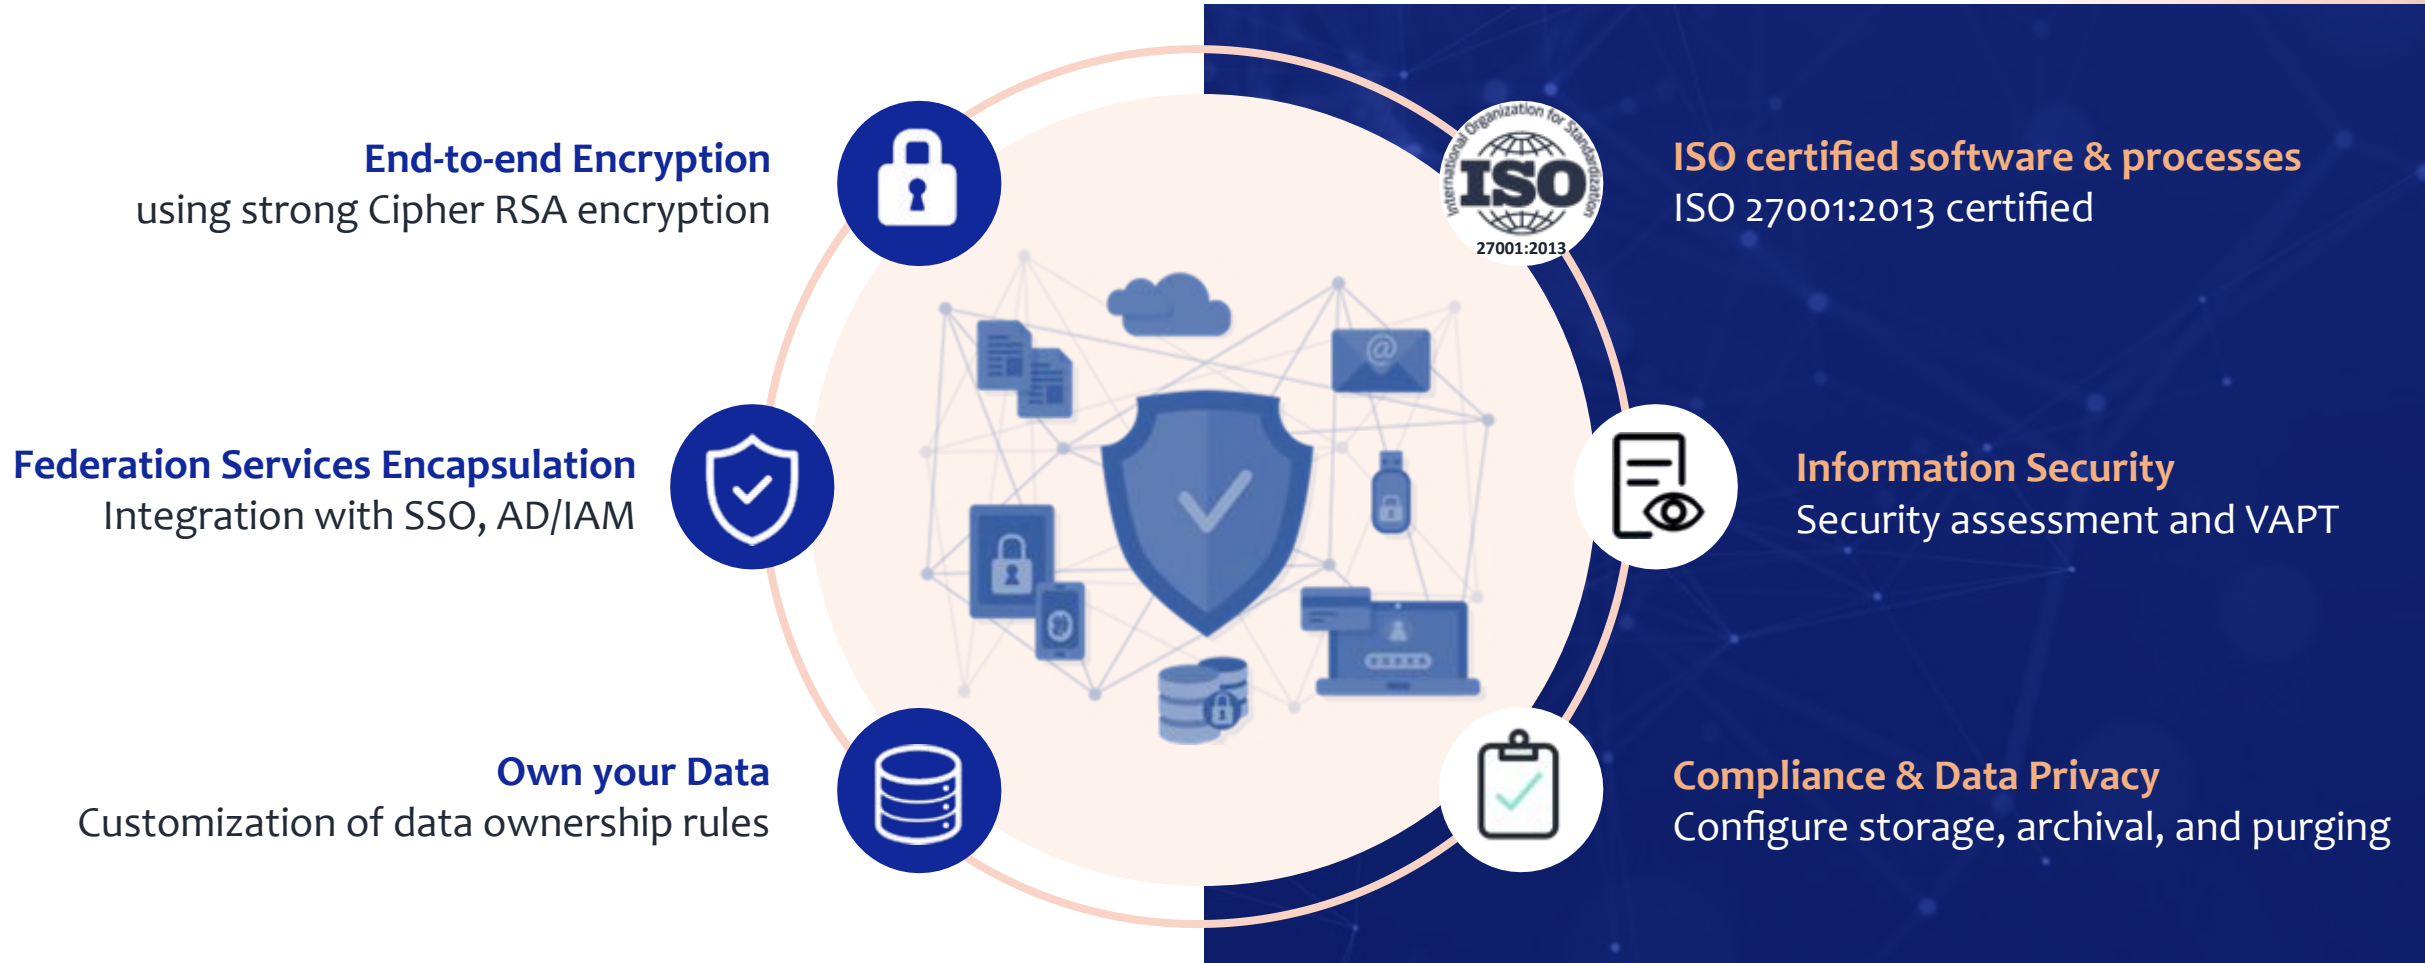 End-to-end Encryption
using strong Cipher RSA encryption
Federation Services Encapsulation
Integration with SSO, AD/IAM
Own your Data
Customization of data ownership rules
International Organization for Standardization
ISO
27001:2013
ISO certified software & processes
ISO 27001:2013 certified
Information Security
Security assessment and VAPT
Compliance & Data Privacy
Configure storage, archival, and purging
@